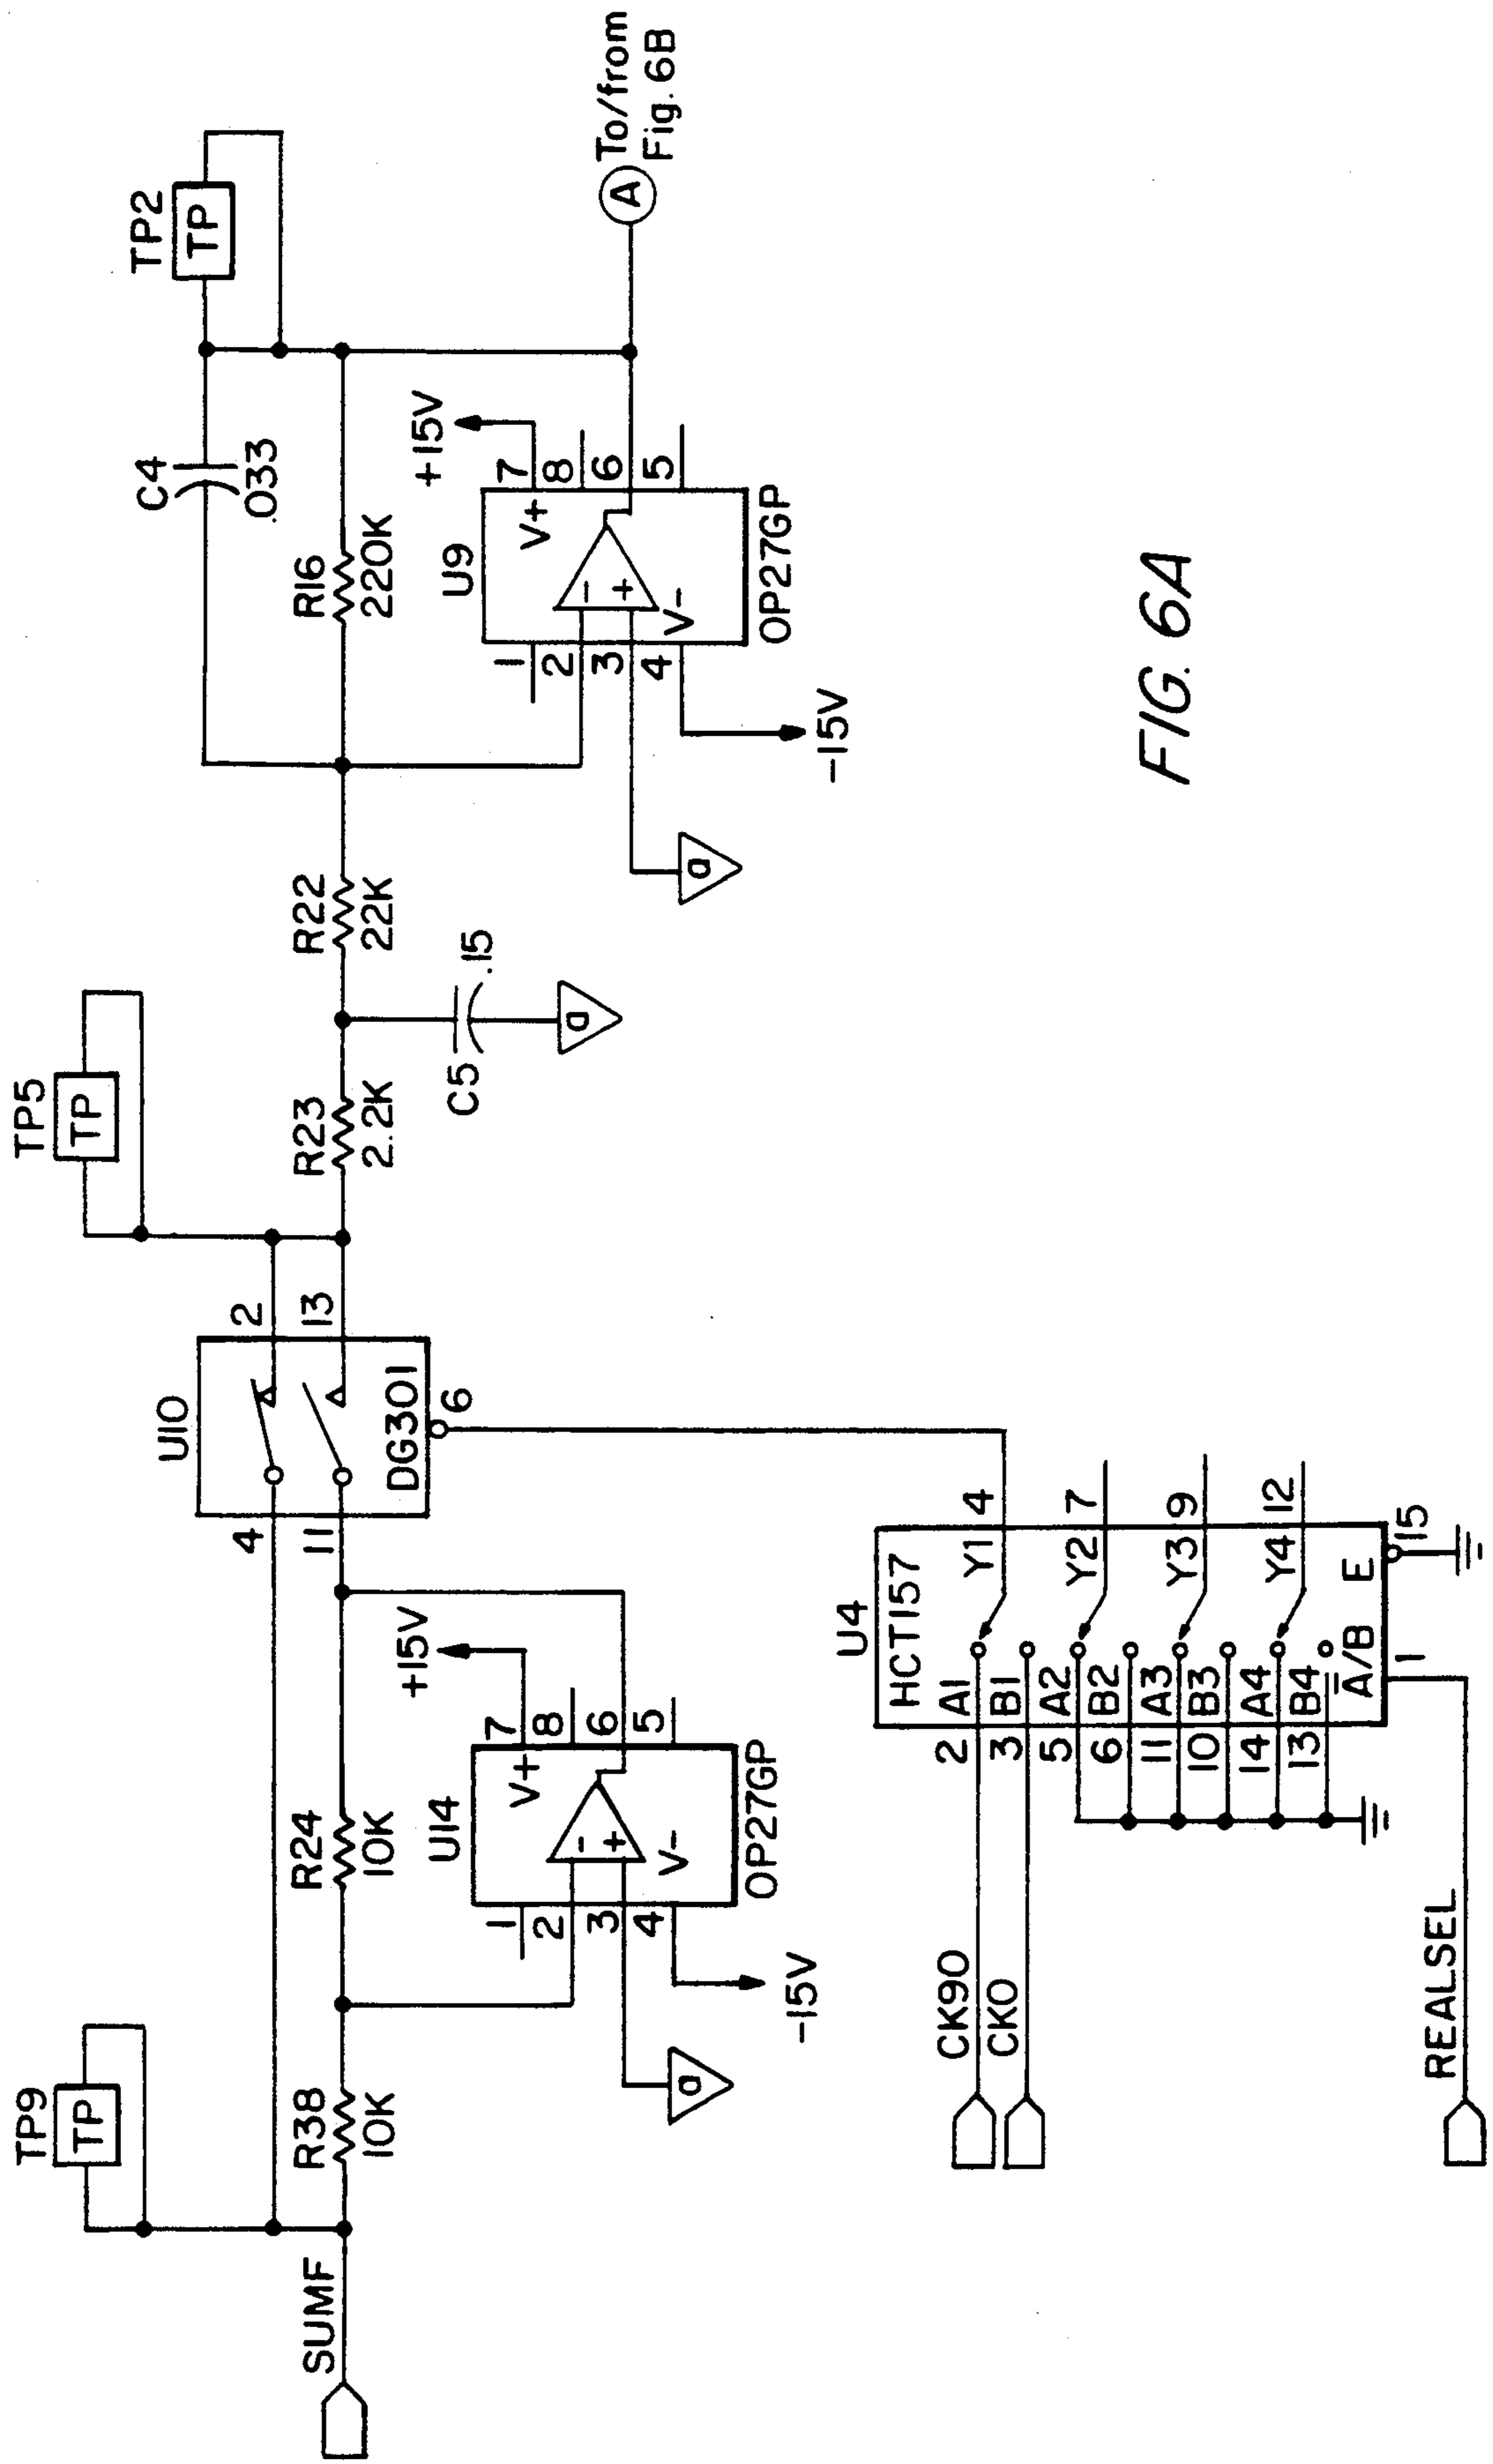 TP9
TP
TP5
TP
TP2
TP
SUMF
R38
10K
R24
10K
U14
OP27GP
1
2
3
4
V+
V-
7
8
6
5
+15V
-15V
a
U10
DG301
4
11
2
13
6
R23
2.2K
C5
.15
a
R22
22K
R16
220K
C4
.033
U9
OP27GP
1
2
3
4
V+
V-
7
8
6
5
+15V
-15V
a
A
To/from
Fig. 6B
CK90
CK0
REALSEL
U4
HCT157
2 A1
3 B1
5 A2
6 B2
11 A3
10 B3
14 A4
13 B4
Y1 4
Y2 7
Y3 9
Y4 12
A̅/B E
1
15
FIG. 6A